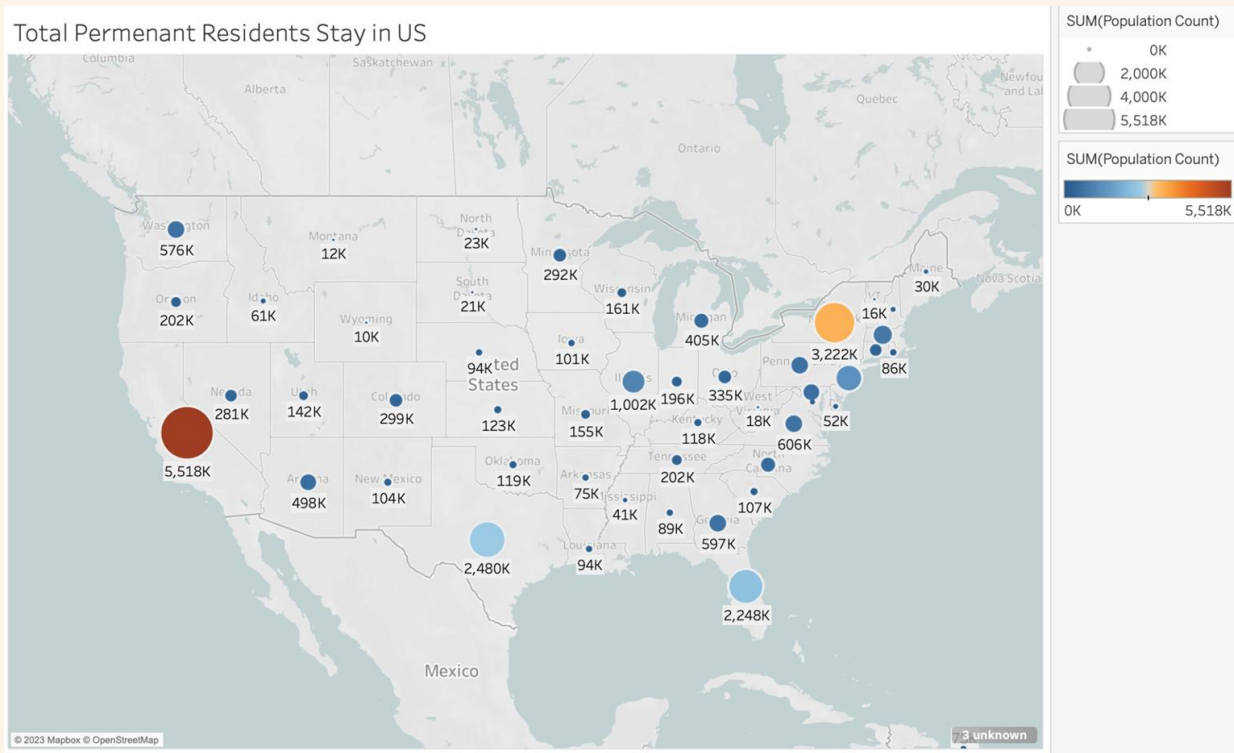 Total Permenant Residents Stay in US
Columbia
Alberta
Saskatchewan
Quebec
Ontario
Nova Scotia
Washington
576K
Montana
12K
North
Dakota
23K
Minnesota
292K
Maine
30K
Oregon
202K
Idaho
61K
Wyoming
10K
South
Dakota
21K
Wisconsin
161K
Michigan
405K
VT
16K
3,222K
86K
Nevada
281K
Utah
142K
Colorado
299K
94K
United
States
123K
Iowa
101K
Illinois
1,002K
196K
Ohio
335K
Penn
West
Virginia
18K
52K
606K
5,518K
Missouri
155K
Kentucky
118K
Tennessee
202K
North
Carolina
107K
Arizona
498K
New Mexico
104K
Oklahoma
119K
Arkansas
75K
Mississippi
41K
89K
Georgia
597K
2,480K
Louisiana
94K
2,248K
Mexico
© 2023 Mapbox © OpenStreetMap
3 unknown
SUM(Population Count)
0K
2,000K
4,000K
5,518K
SUM(Population Count)
0K 5,518K